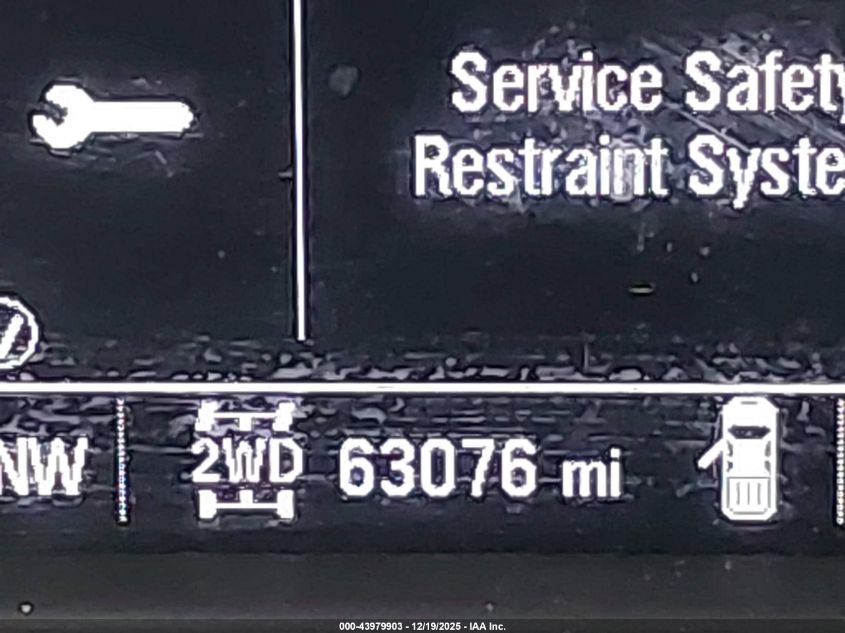 Service Safety
Restraint Syste
NW 2WD 63076 mi
000-43979903 - 12/19/2025 - IAA Inc.